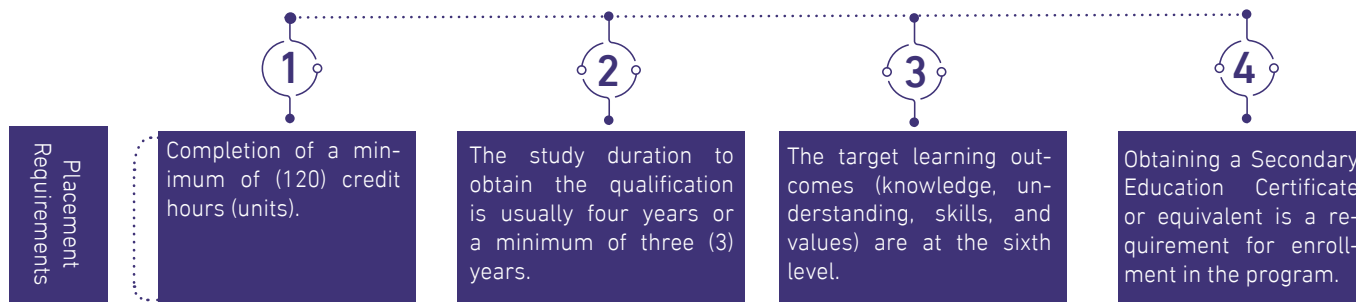 1
2
3
4
Placement
Requirements
Completion of a min-
imum of (120) credit
hours (units).
The study duration to
obtain the qualification
is usually four years or
a minimum of three (3)
years.
The target learning out-
comes (knowledge, un-
derstanding, skills, and
values) are at the sixth
level.
Obtaining a Secondary
Education Certificate
or equivalent is a re-
quirement for enroll-
ment in the program.